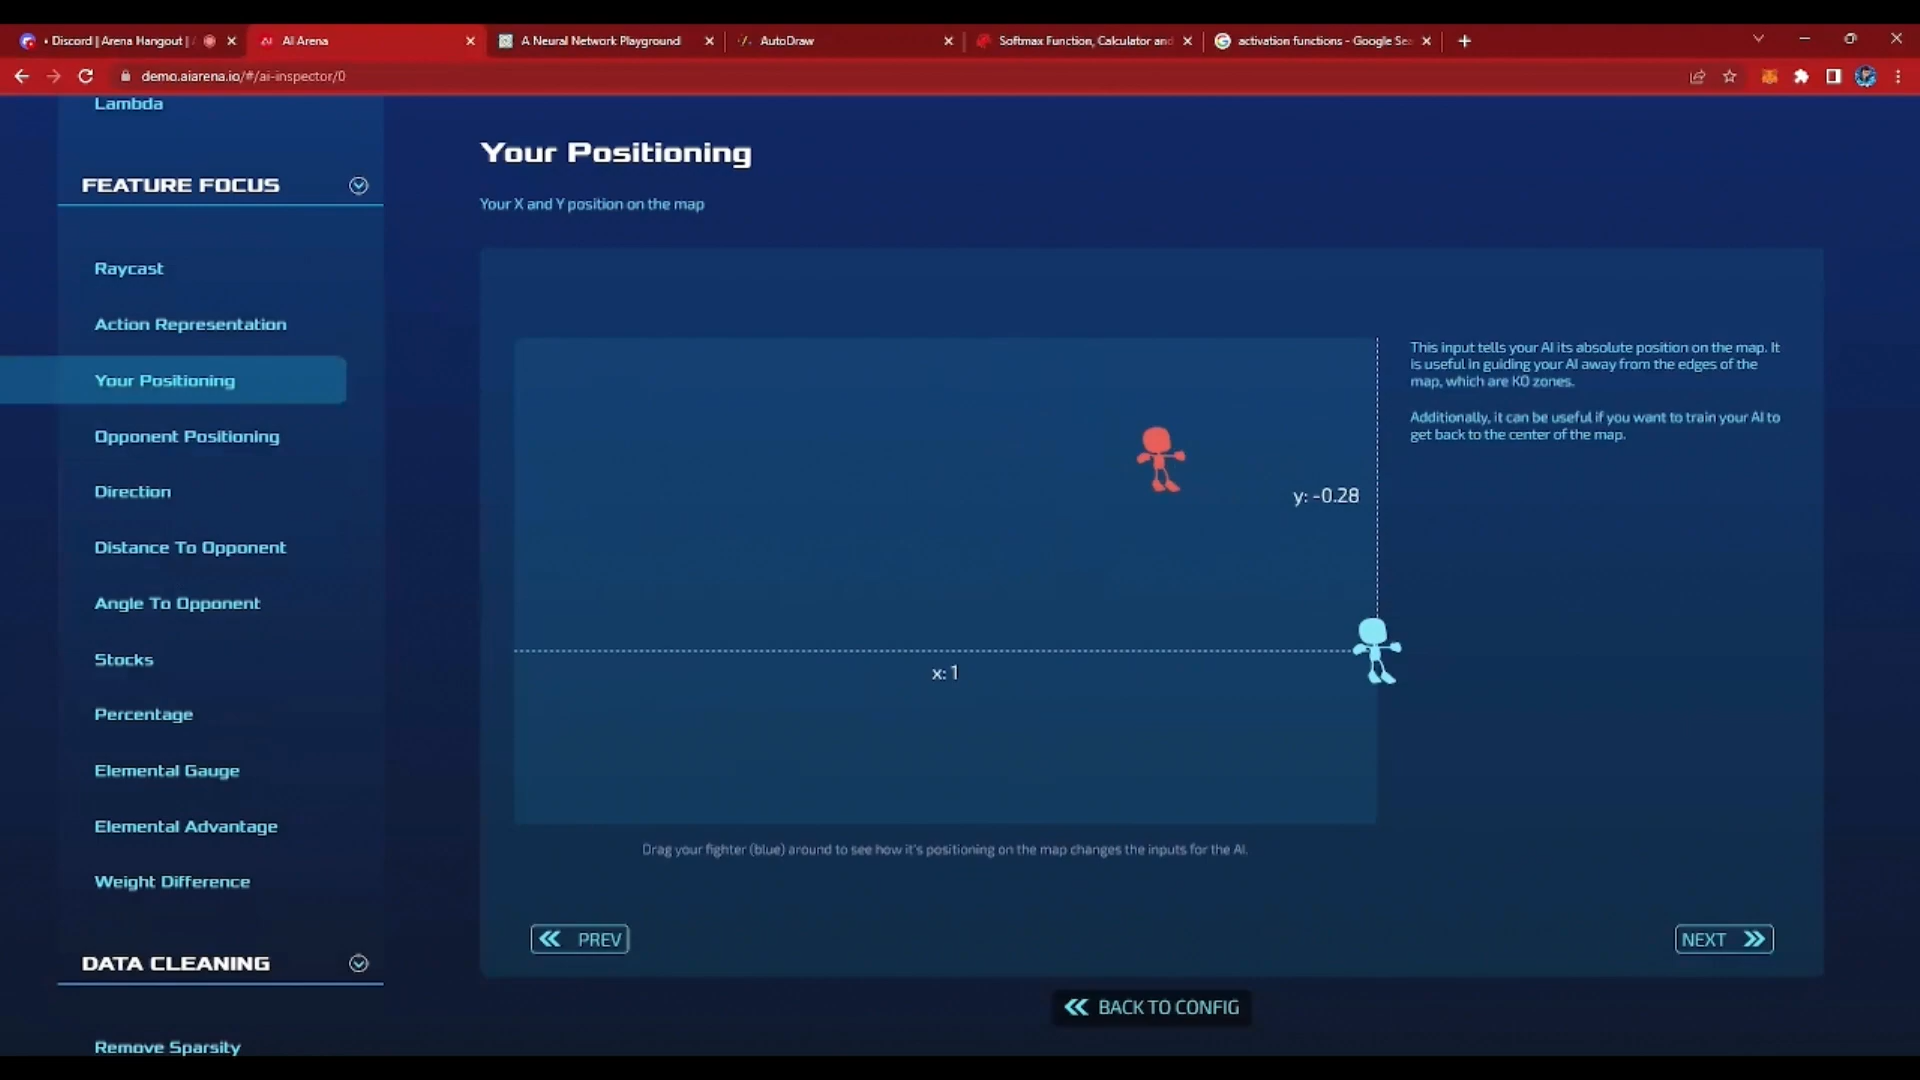 • Discord | Arena Hangout |
AI Arena
A Neural Network Playground
AutoDraw
Softmax Function, Calculator and
activation functions - Google Se
demo.aiarena.io/#/ai-inspector/0
Lambda
FEATURE FOCUS
Raycast
Action Representation
Your Positioning
Opponent Positioning
Direction
Distance To Opponent
Angle To Opponent
Stocks
Percentage
Elemental Gauge
Elemental Advantage
Weight Difference
DATA CLEANING
Remove Sparsity
Your Positioning
Your X and Y position on the map
y: -0.28
x: 1
This input tells your AI its absolute position on the map. It
is useful in guiding your AI away from the edges of the
map, which are KO zones.
Additionally, it can be useful if you want to train your AI to
get back to the center of the map.
Drag your fighter (blue) around to see how it's positioning on the map changes the inputs for the AI.
PREV
NEXT
BACK TO CONFIG